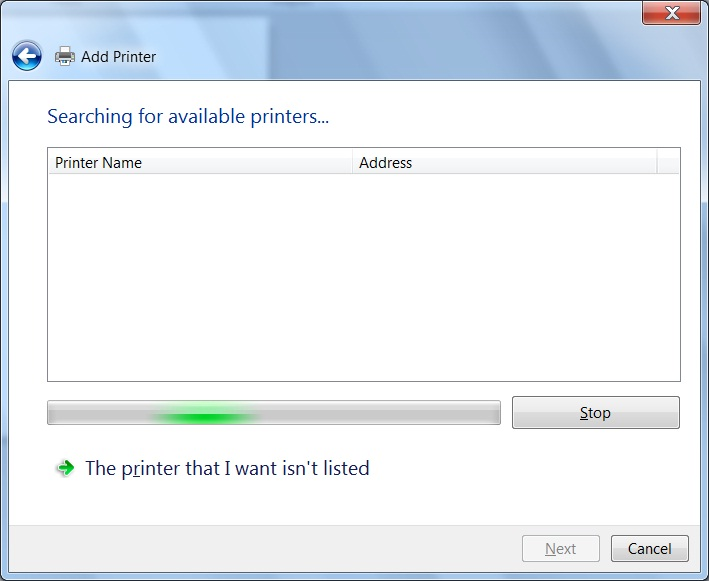 Add Printer
Searching for available printers...
Printer Name Address
Stop
The printer that I want isn't listed
Next Cancel